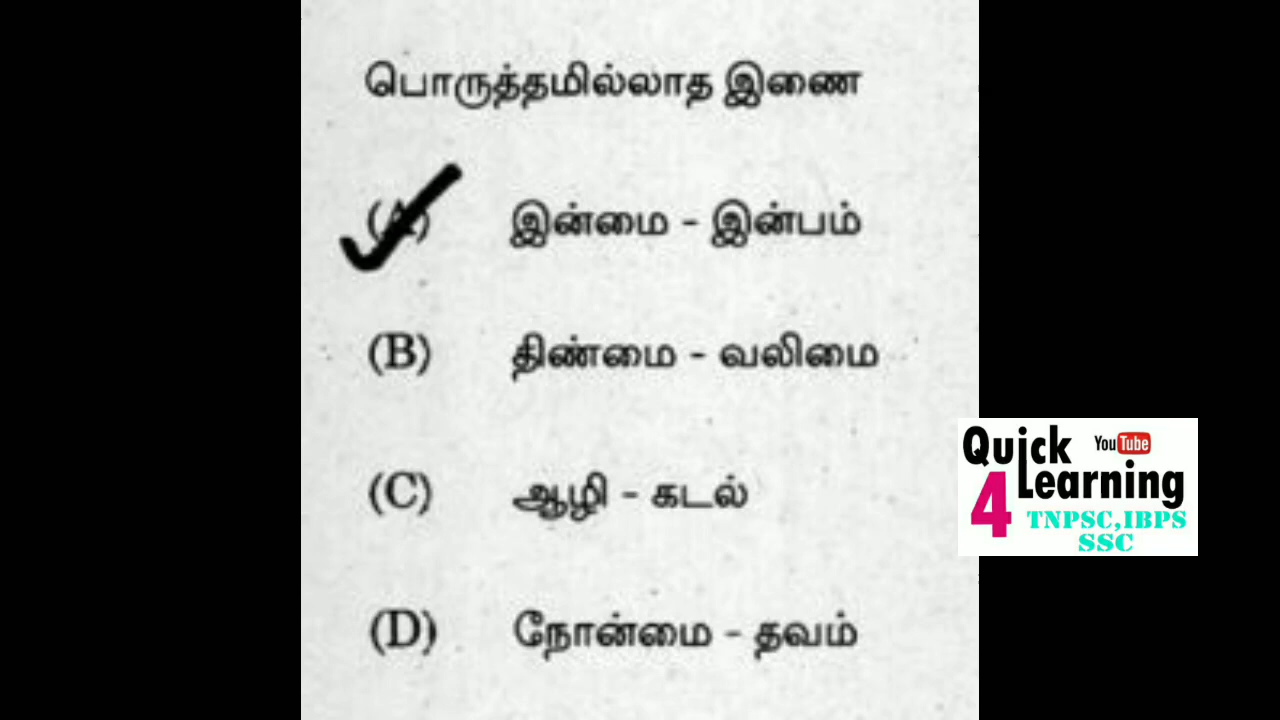 பொருத்தமில்லாத இணை
(A) இன்மை - இன்பம்
(B) திண்மை - வலிமை
(C) ஆழி - கடல்
(D) நோன்மை - தவம்
Quick
YouTube
4 Learning
TNPSC,IBPS
SSC